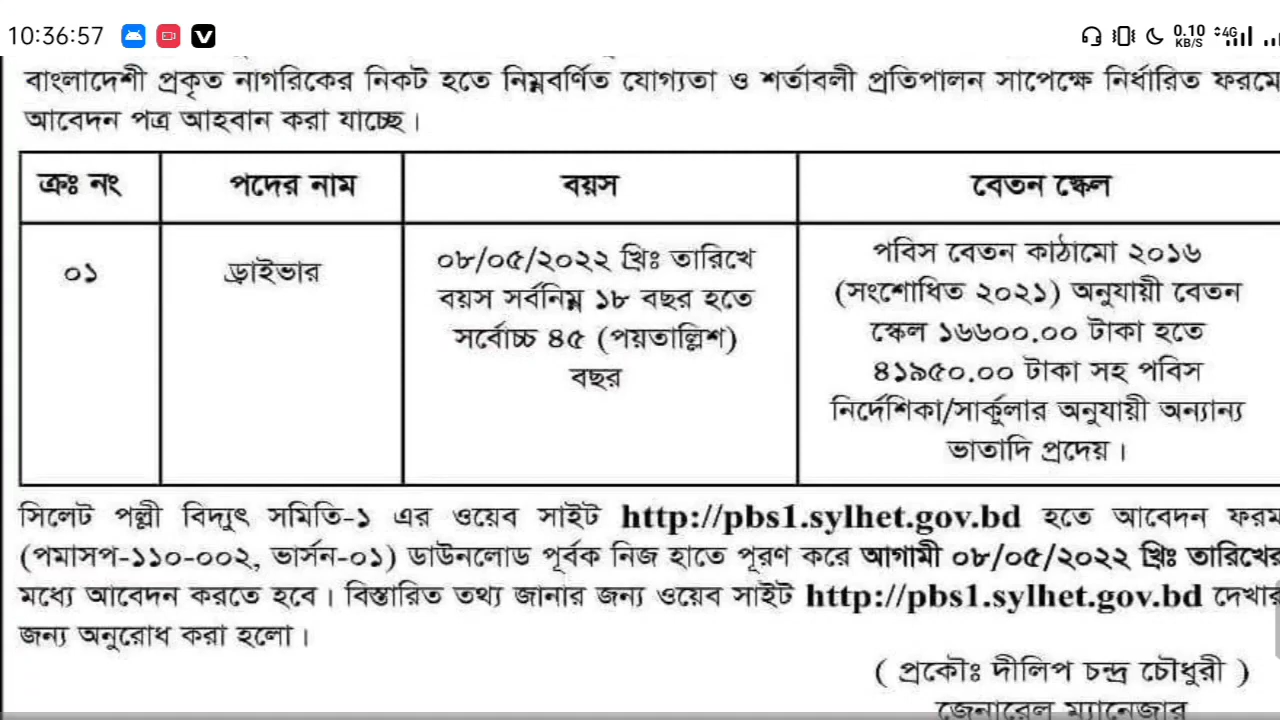 10:36:57
0.10 KB/S 4G
বাংলাদেশী প্রকৃত নাগরিকের নিকট হতে নিম্নবর্ণিত যোগ্যতা ও শর্তাবলী প্রতিপালন সাপেক্ষে নির্ধারিত ফরমে
আবেদন পত্র আহবান করা যাচ্ছে।
ক্রঃ নং পদের নাম বয়স বেতন স্কেল
০১
ড্রাইভার
০৮/০৫/২০২২ খ্রিঃ তারিখে
বয়স সর্বনিম্ন ১৮ বছর হতে
সর্বোচ্চ ৪৫ (পয়তাল্লিশ)
বছর
পবিস বেতন কাঠামো ২০১৬
(সংশোধিত ২০২১) অনুযায়ী বেতন
স্কেল ১৬৬০০.০০ টাকা হতে
৪১৯৫০.০০ টাকা সহ পবিস
নির্দেশিকা/সার্কুলার অনুযায়ী অন্যান্য
ভাতাদি প্রদেয়।
সিলেট পল্লী বিদ্যুৎ সমিতি-১ এর ওয়েব সাইট http://pbs1.sylhet.gov.bd হতে আবেদন ফরম
(পমাসপ-১১০-০০২, ভার্সন-০১) ডাউনলোড পূর্বক নিজ হাতে পূরণ করে আগামী ০৮/০৫/২০২২ খ্রিঃ তারিখের
মধ্যে আবেদন করতে হবে। বিস্তারিত তথ্য জানার জন্য ওয়েব সাইট http://pbs1.sylhet.gov.bd দেখার
জন্য অনুরোধ করা হলো।
( প্রকৌঃ দীলিপ চন্দ্র চৌধুরী )
জেনারেল ম্যানেজার